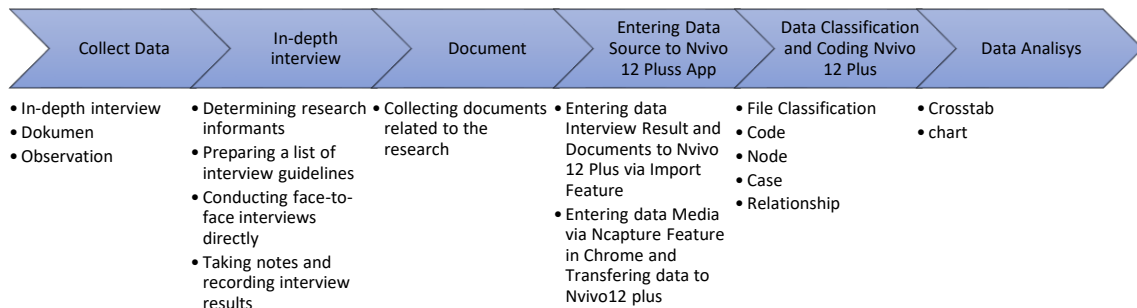 Collect Data
In-depth
interview
Document
Entering Data
Source to Nvivo
12 Pluss App
Data Classification
and Coding Nvivo
12 Plus
Data Analisys
• In-depth interview
• Dokumen
• Observation
• Determining research
informants
• Preparing a list of
interview guidelines
• Conducting face-to-
face interviews
directly
• Taking notes and
recording interview
results
• Collecting documents
related to the
research
• Entering data
Interview Result and
Documents to Nvivo
12 Plus via Import
Feature
• Entering data Media
via Ncapture Feature
in Chrome and
Transfering data to
Nvivo12 plus
• File Classification
• Code
• Node
• Case
• Relationship
• Crosstab
• chart